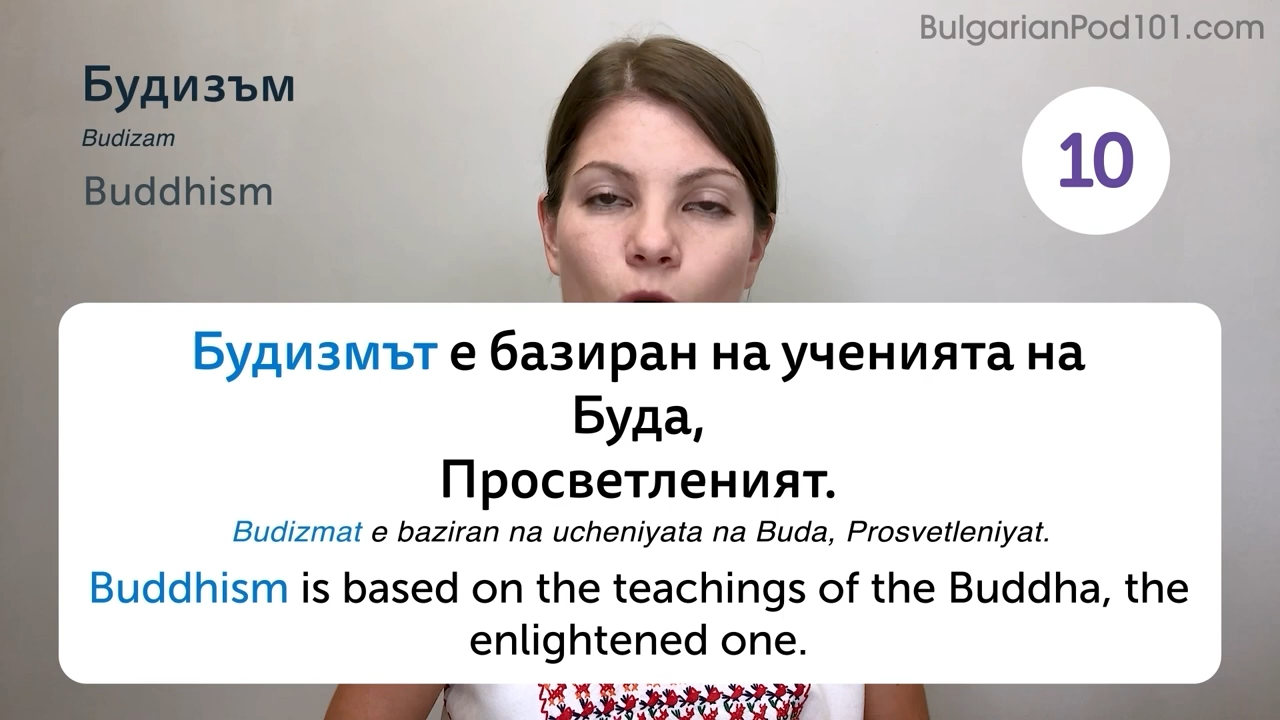 BulgarianPod101.com
Будизъм
Budizam
Buddhism
10
Будизмът е базиран на ученията на
Буда,
Просветленият.
Budizmat e baziran na ucheniyata na Buda, Prosvetleniyat.
Buddhism is based on the teachings of the Buddha, the
enlightened one.